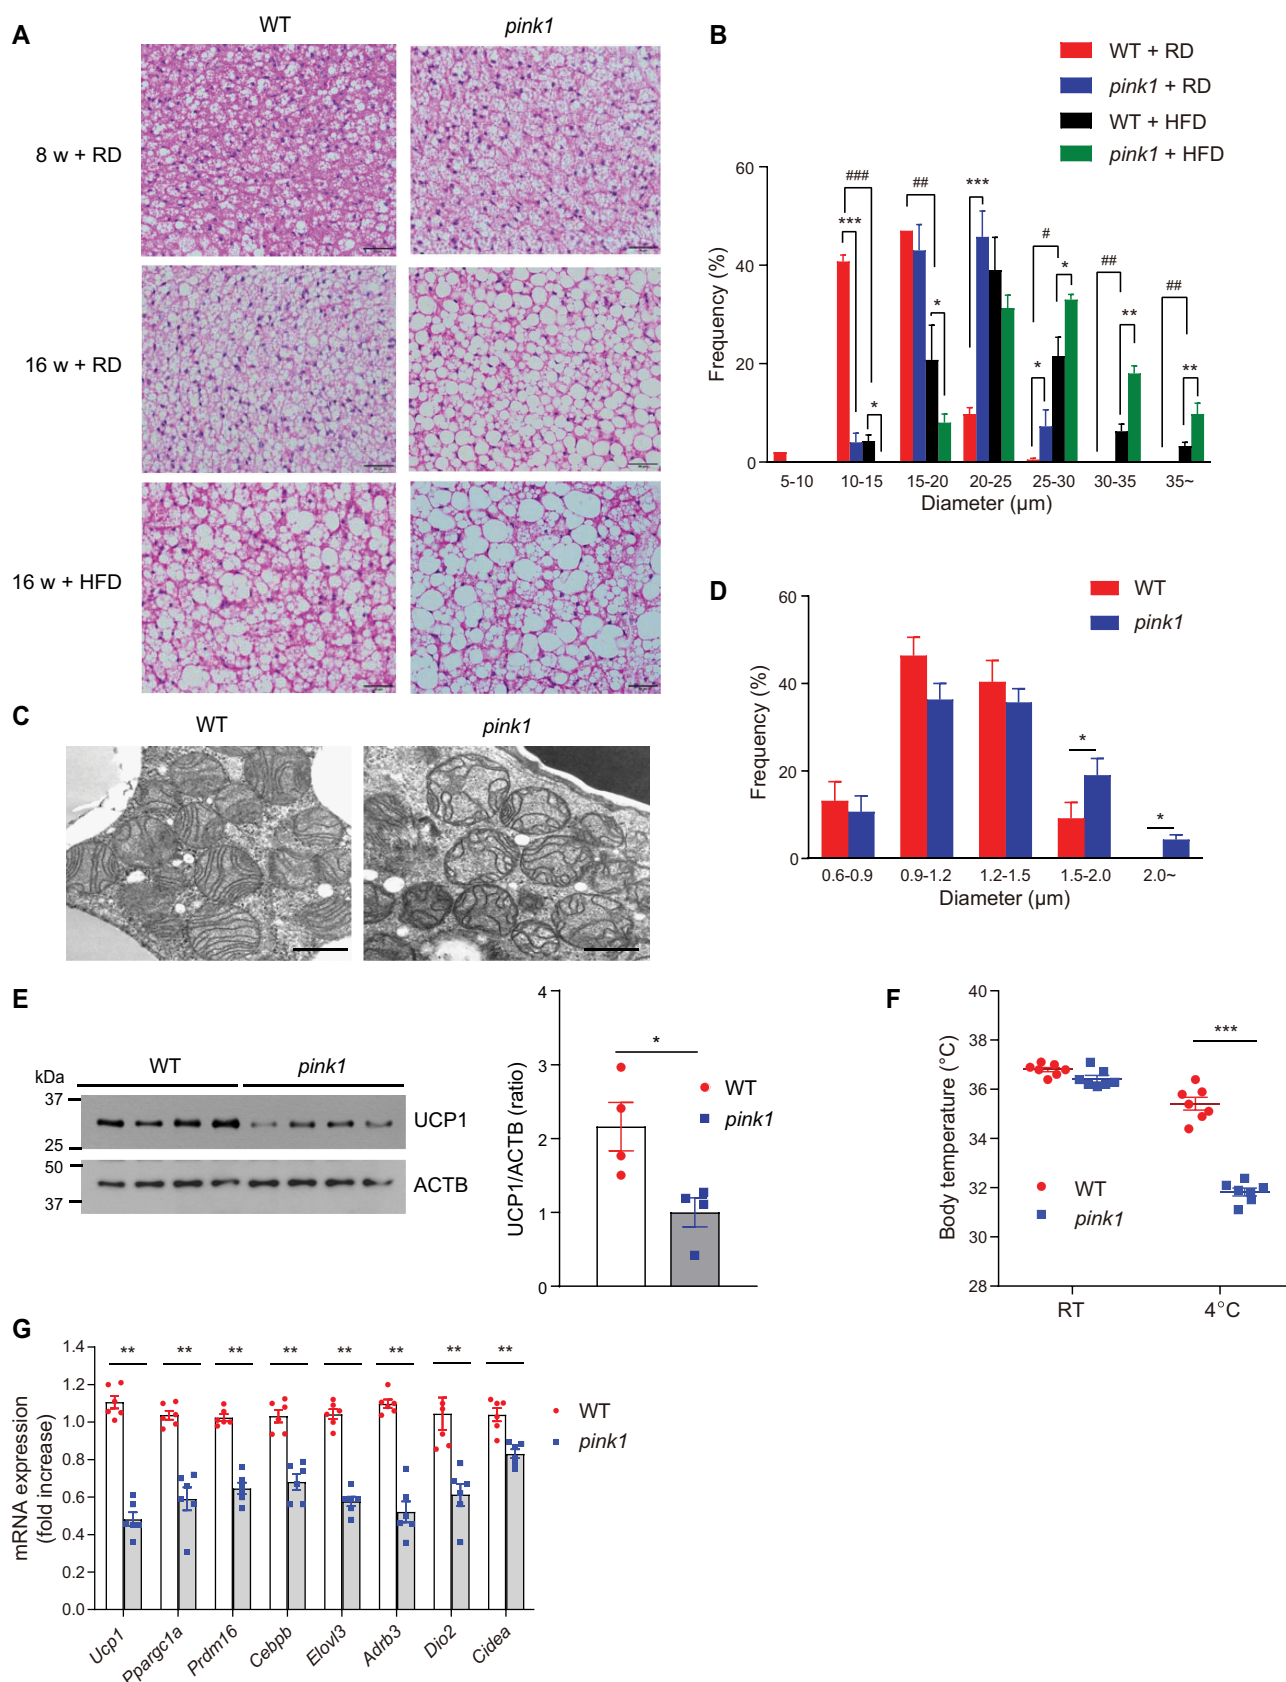 A
WT
pink1
8 w + RD
16 w + RD
16 w + HFD
B
WT + RD
pink1 + RD
WT + HFD
pink1 + HFD
Frequency (%)
60
40
20
0
###
***
*
##
*
***
#
*
*
##
**
##
**
5-10
10-15
15-20
20-25
25-30
30-35
35~
Diameter (µm)
C
WT
pink1
D
WT
pink1
Frequency (%)
60
40
20
0
*
*
0.6-0.9
0.9-1.2
1.2-1.5
1.5-2.0
2.0~
Diameter (µm)
E
WT
pink1
kDa
37
25
50
37
UCP1
ACTB
UCP1/ACTB (ratio)
4
3
2
1
0
*
WT
pink1
F
Body temperature (°C)
40
38
36
34
32
30
28
***
WT
pink1
RT
4°C
G
mRNA expression
(fold increase)
1.4
1.2
1.0
0.8
0.6
0.4
0.2
0.0
**
**
**
**
**
**
**
**
WT
pink1
Ucp1
Ppargc1a
Prdm16
Cebpb
Elovl3
Adrb3
Dio2
Cidea